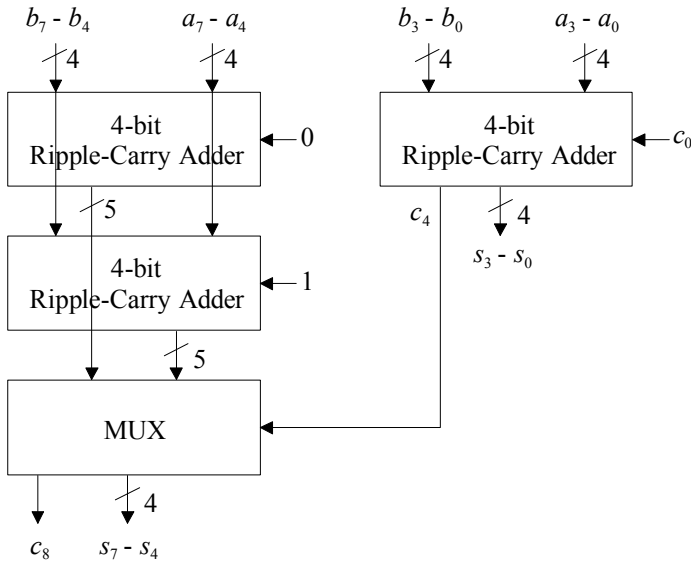 b₇ - b₄ a₇ - a₄ b₃ - b₀ a₃ - a₀
4 4 4 4
4-bit
Ripple-Carry Adder
0
4-bit
Ripple-Carry Adder
c₀
5
c₄
4
s₃ - s₀
4-bit
Ripple-Carry Adder
1
5
MUX
4
c₈ s₇ - s₄